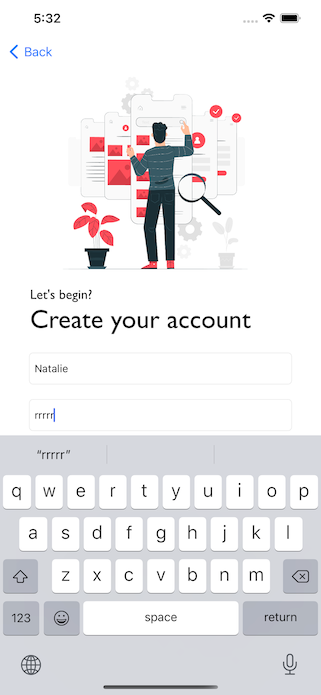 5:32
Back
Let's begin?
Create your account
Natalie
rrrrr
“rrrrr”
q w e r t y u i o p
a s d f g h j k l
z x c v b n m
123 space return